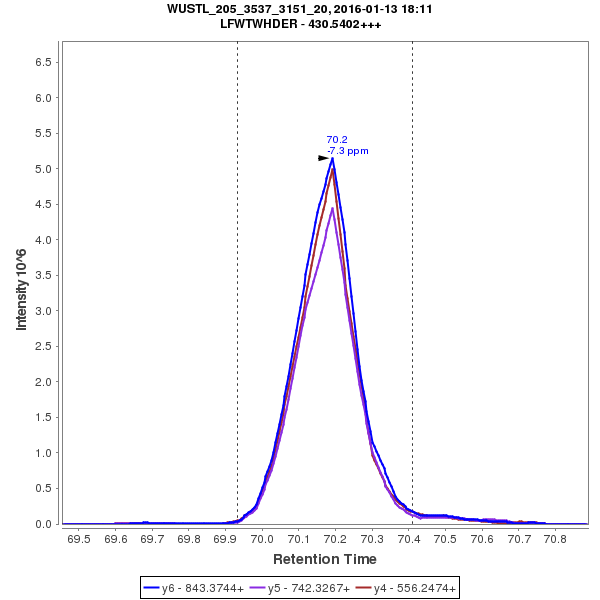 WUSTL_205_3537_3151_20, 2016-01-13 18:11
LFWTWHDER - 430.5402+++
70.2
-7.3 ppm
6.5
6.0
5.5
5.0
4.5
4.0
3.5
3.0
2.5
2.0
1.5
1.0
0.5
0.0
Intensity 10^6
69.5 69.6 69.7 69.8 69.9 70.0 70.1 70.2 70.3 70.4 70.5 70.6 70.7 70.8
Retention Time
y6 - 843.3744+ y5 - 742.3267+ y4 - 556.2474+